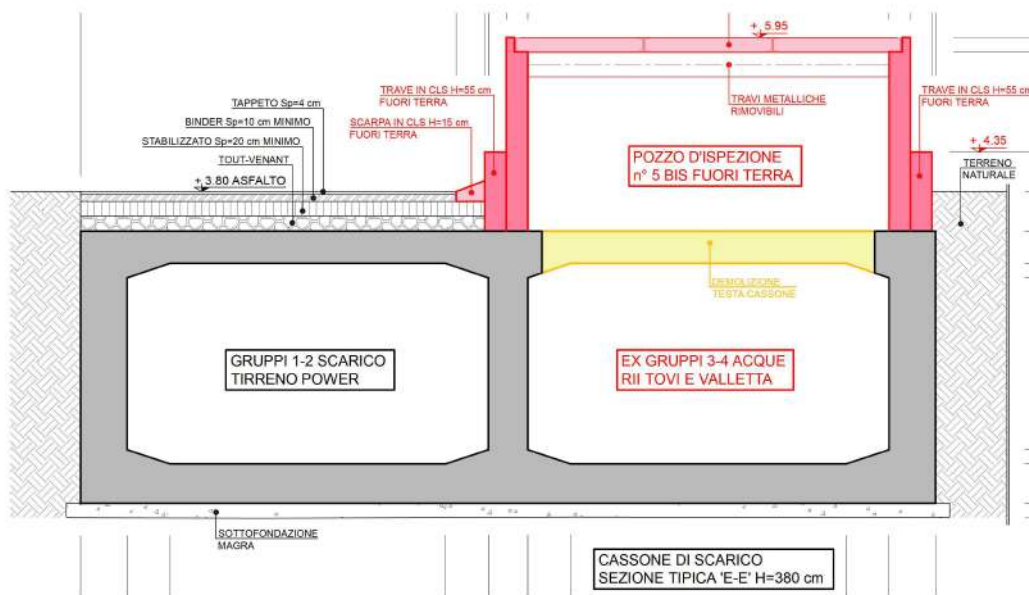 + 5.95
TRAVE IN CLS H=55 cm
FUORI TERRA
TRAVI METALLICHE
RIMOVIBILI
TRAVE IN CLS H=55 cm
FUORI TERRA
TAPPETO Sp=4 cm
BINDER Sp=10 cm MINIMO
SCARPA IN CLS H=15 cm
FUORI TERRA
STABILIZZATO Sp=20 cm MINIMO
TOUT-VENANT
+ 3.80 ASFALTO
POZZO D'ISPEZIONE
n° 5 BIS FUORI TERRA
+ 4.35
TERRENO
NATURALE
DEMOLIZIONE
TESTA CASSONE
GRUPPI 1-2 SCARICO
TIRRENO POWER
EX GRUPPI 3-4 ACQUE
RII TOVI E VALLETTA
SOTTOFONDAZIONE
MAGRA
CASSONE DI SCARICO
SEZIONE TIPICA 'E-E' H=380 cm